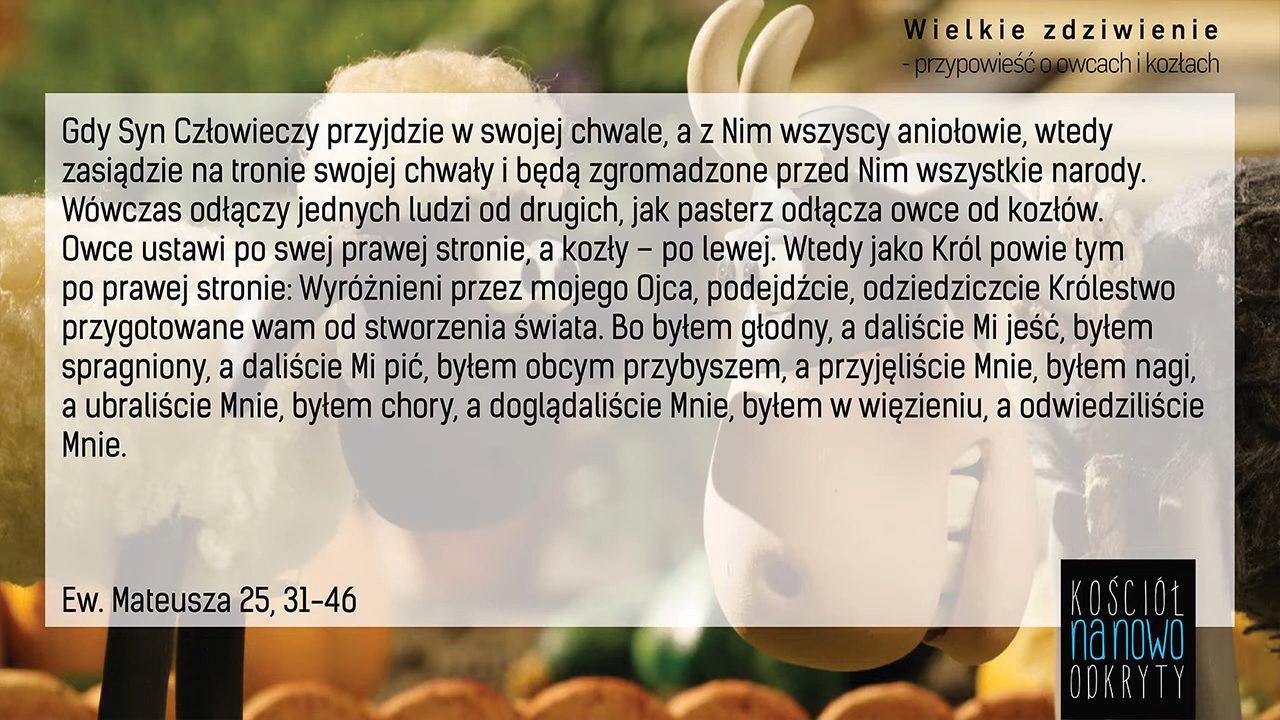 Wielkie zdziwienie
- przypowieść o owcach i kozłach
Gdy Syn Człowieczy przyjdzie w swojej chwale, a z Nim wszyscy aniołowie, wtedy
zasiądzie na tronie swojej chwały i będą zgromadzone przed Nim wszystkie narody.
Wówczas odłączy jednych ludzi od drugich, jak pasterz odłącza owce od kozłów.
Owce ustawi po swej prawej stronie, a kozły – po lewej. Wtedy jako Król powie tym
po prawej stronie: Wyróżnieni przez mojego Ojca, podejdźcie, odziedziczcie Królestwo
przygotowane wam od stworzenia świata. Bo byłem głodny, a daliście Mi jeść, byłem
spragniony, a daliście Mi pić, byłem obcym przybyszem, a przyjęliście Mnie, byłem nagi,
a ubraliście Mnie, byłem chory, a doglądaliście Mnie, byłem w więzieniu, a odwiedziliście
Mnie.
Ew. Mateusza 25, 31–46
KOŚCIÓŁ
na nowo
ODKRYTY